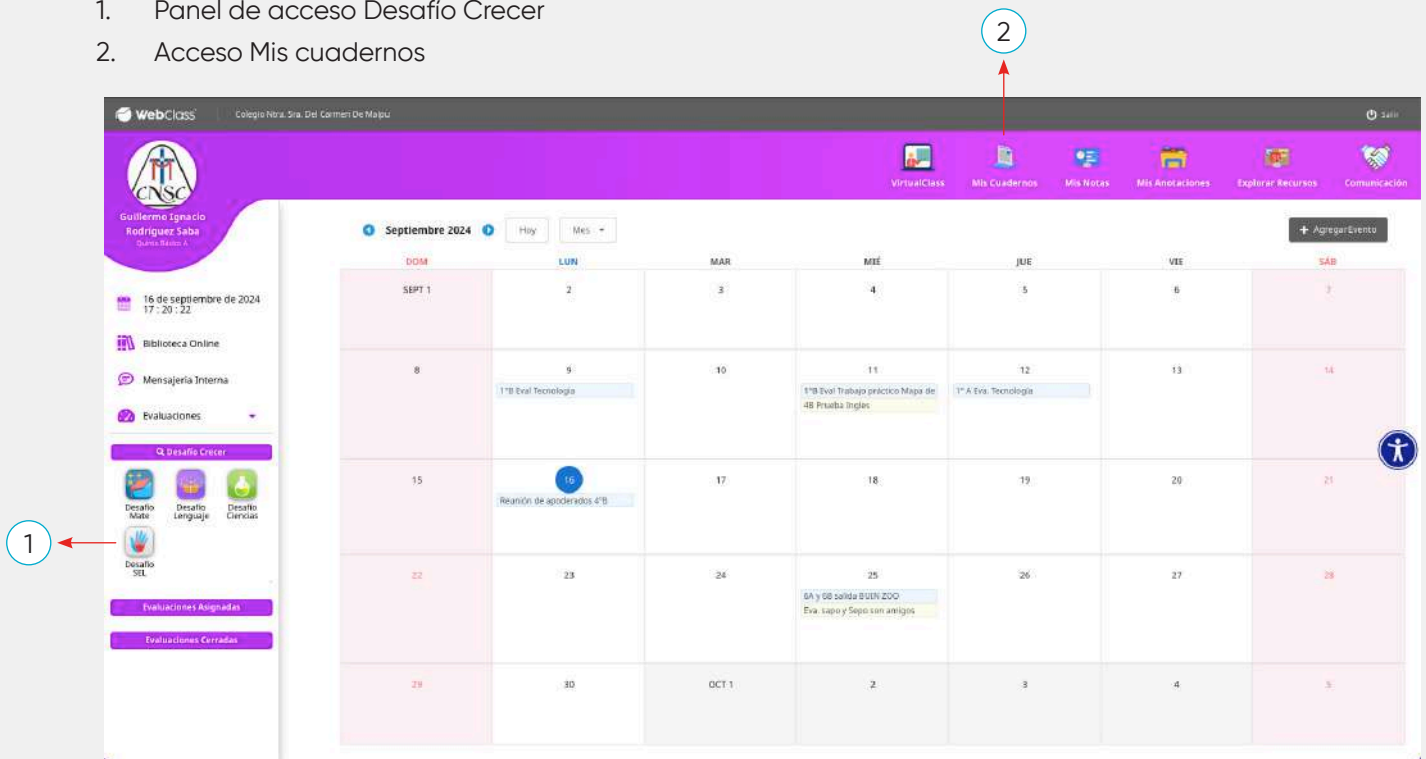 1. Panel de acceso Desafío Crecer
2. Acceso Mis cuadernos
2
WebClass Colegio Ntra. Sra. Del Carmen De Maipu Salir
CNSC
VirtualClass Mis Cuadernos Mis Notas Mis Anotaciones Explorar Recursos Comunicación
Guillermo Ignacio
Rodríguez Saba
Quinto Básico A
Septiembre 2024 Hoy Mes + AgregarEvento
DOM LUN MAR MIÉ JUE VIE SÁB
SEPT 1 2 3 4 5 6 7
16 de septiembre de 2024
17 : 20 : 22
Biblioteca Online
Mensajería Interna
Evaluaciones
8 9 10 11 12 13 14
1°B Eval Tecnología 1°B Eval Trabajo práctico Mapa de 1° A Eva. Tecnología
4B Prueba Ingles
Desafío Crecer
Desafío Mate
Desafío Lenguaje
Desafío Ciencias
1
Desafío SEL
15 16 17 18 19 20 21
Reunión de apoderados 4°B
22 23 24 25 26 27 28
6A y 6B salida BUIN ZOO
Eva. sapo y Sepo son amigos
Evaluaciones Asignadas
Evaluaciones Cerradas
29 30 OCT 1 2 3 4 5